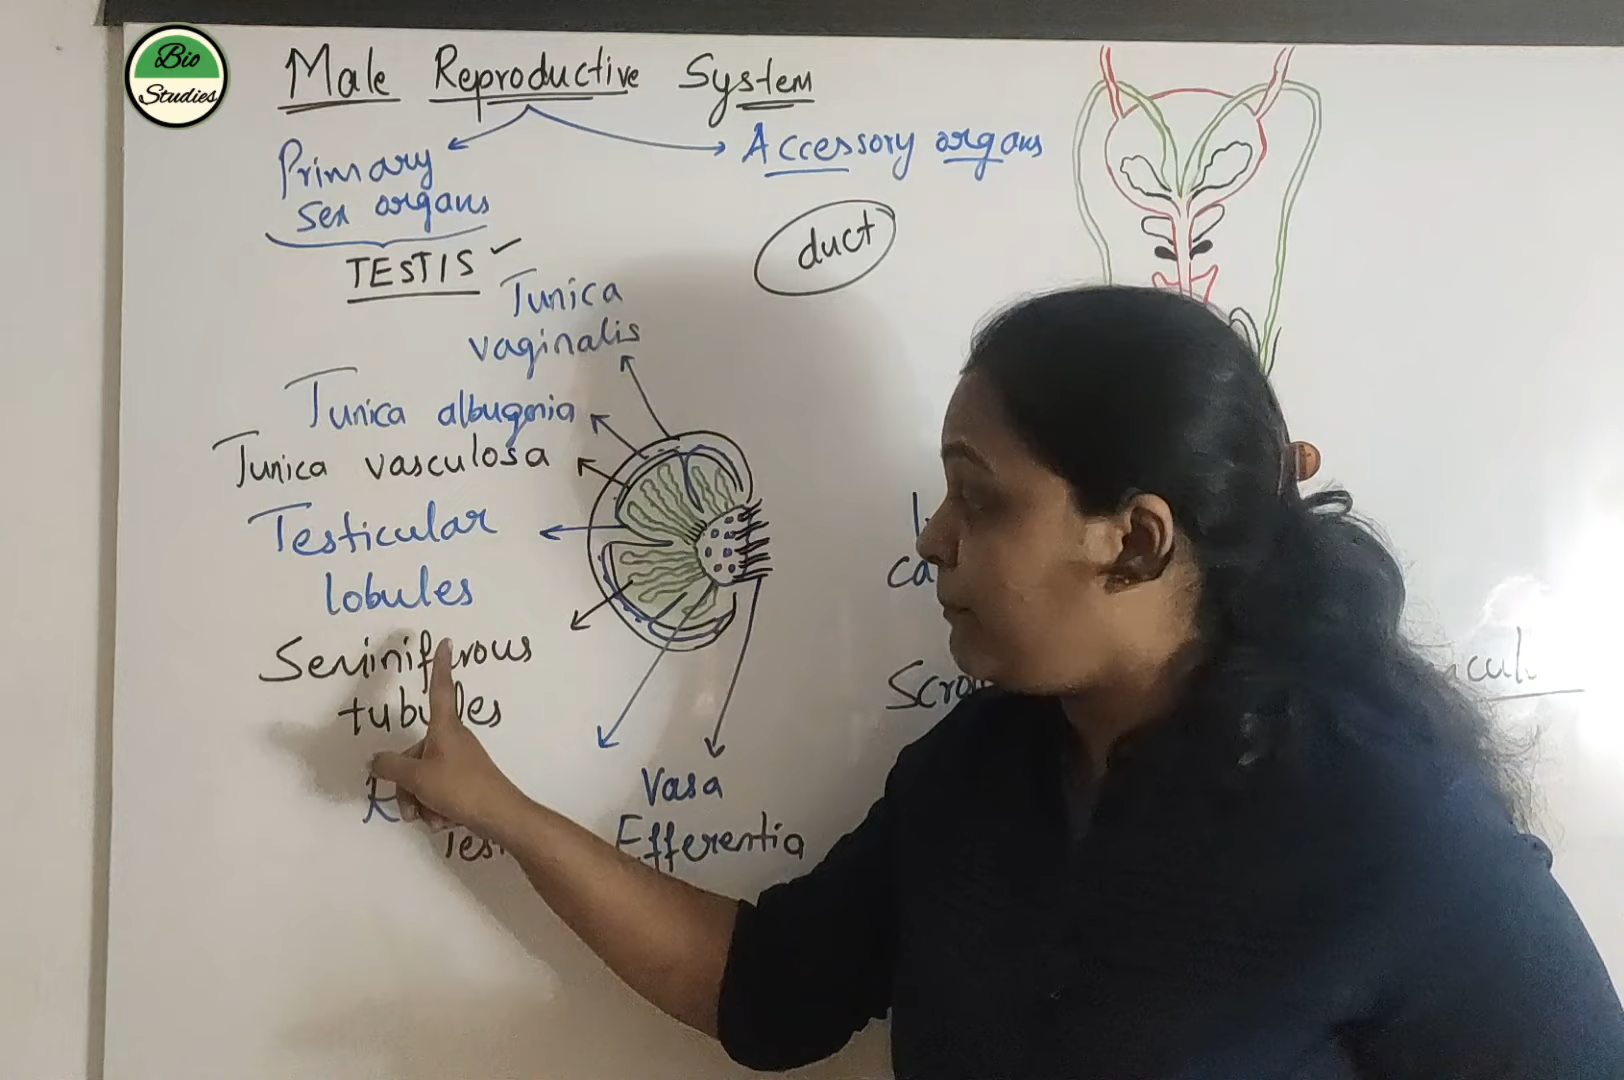 Bio
Studies
Male Reproductive System
Primary
sex organs
Accessory organs
TESTIS
duct
Tunica
vaginalis
Tunica albugnia
Tunica vasculosa
Testicular
lobules
Seminiferous
tubules
Vasa
Efferentia